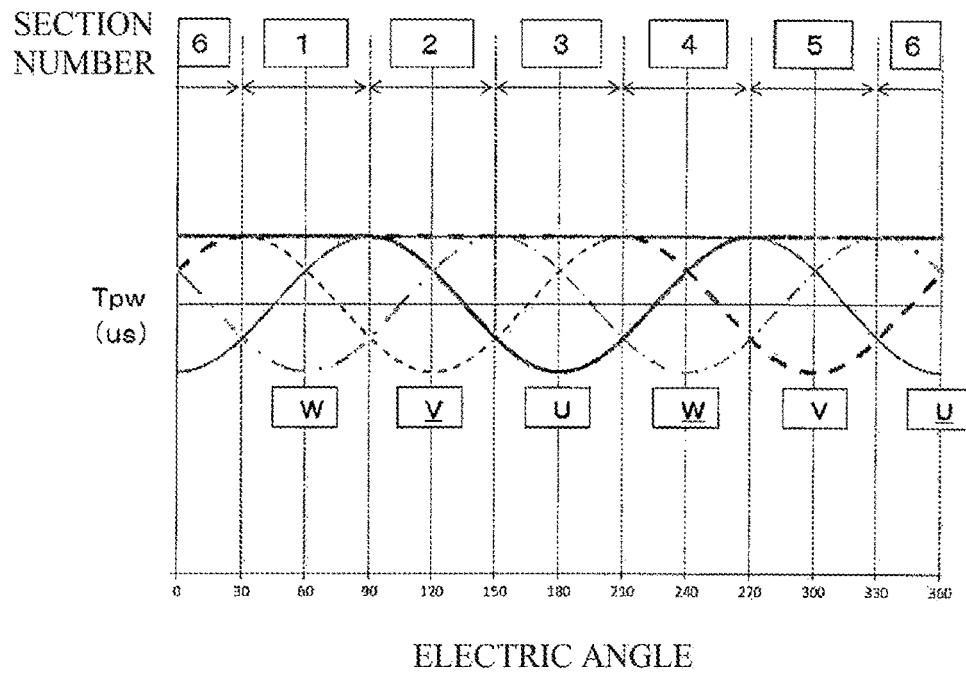 SECTION
NUMBER
6 1 2 3 4 5 6
Tpw
(us)
W V U W V U
0 30 60 90 120 150 180 210 240 270 300 330 360
ELECTRIC ANGLE